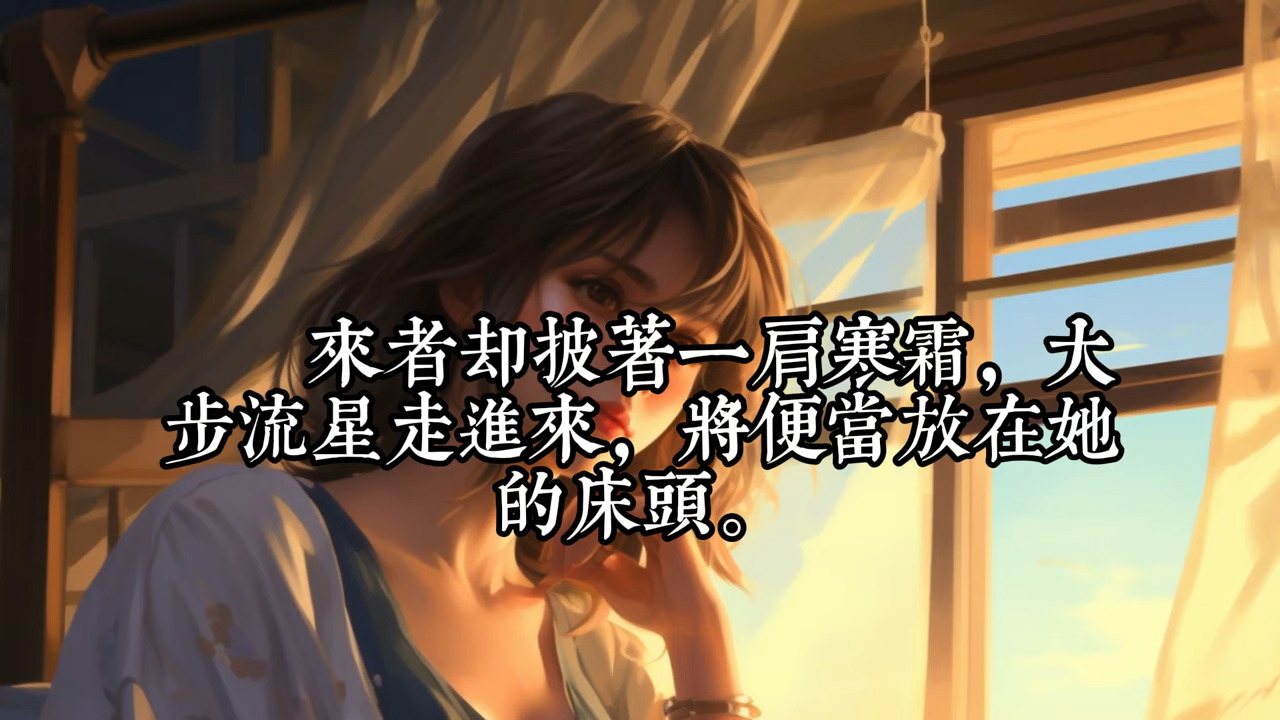 來者却披著一肩寒霜，大
步流星走進來，將便當放在她
的床頭。